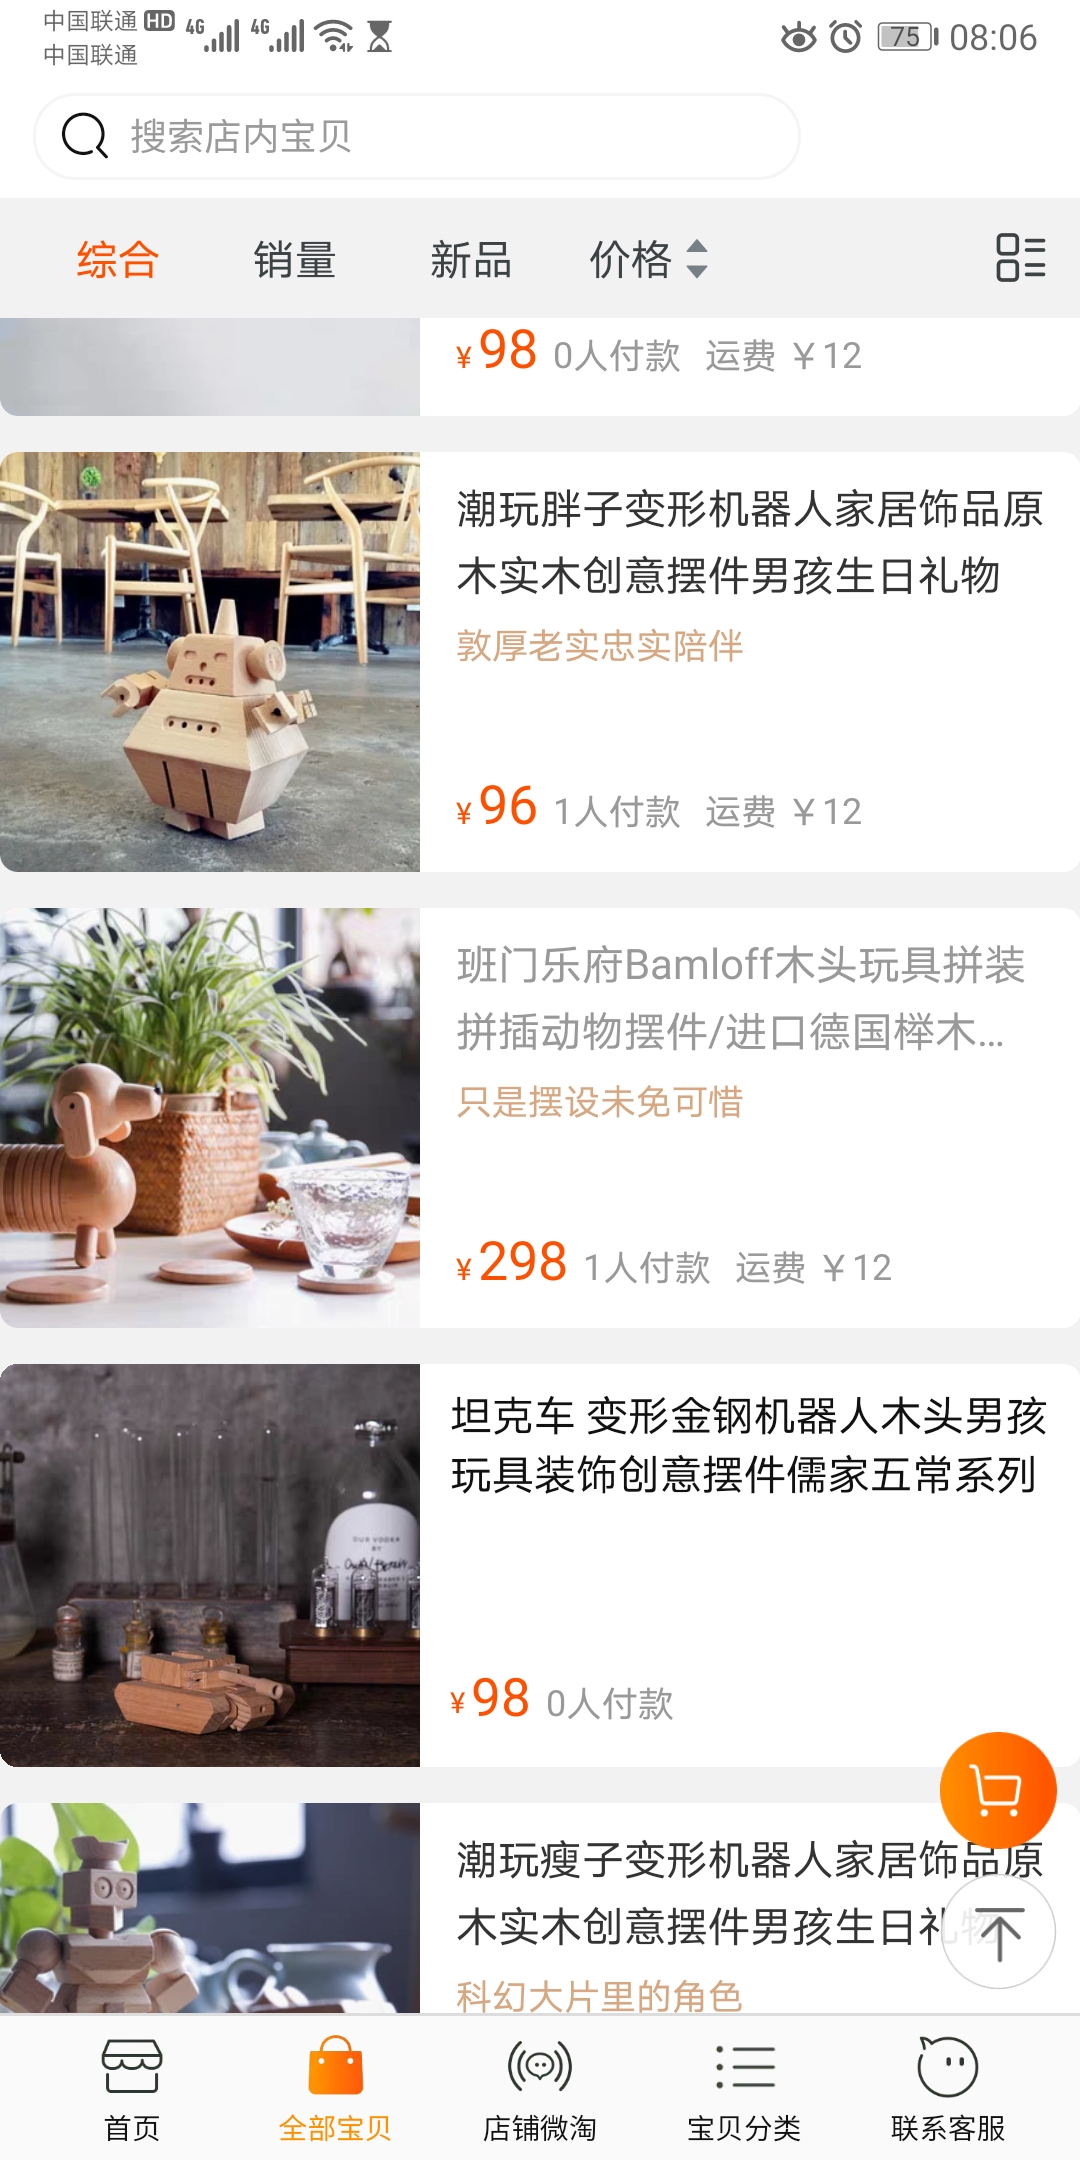 中国联通 HD 4G 4G 75 08:06
中国联通
搜索店内宝贝
综合 销量 新品 价格
¥98 0人付款 运费 ￥12
潮玩胖子变形机器人家居饰品原
木实木创意摆件男孩生日礼物
敦厚老实忠实陪伴
¥96 1人付款 运费 ￥12
班门乐府Bamloff木头玩具拼装
拼插动物摆件/进口德国榉木...
只是摆设未免可惜
¥298 1人付款 运费 ￥12
坦克车 变形金钢机器人木头男孩
玩具装饰创意摆件儒家五常系列
OUR VODKA
BY
¥98 0人付款
潮玩瘦子变形机器人家居饰品原
木实木创意摆件男孩生日礼物
科幻大片里的角色
首页 全部宝贝 店铺微淘 宝贝分类 联系客服